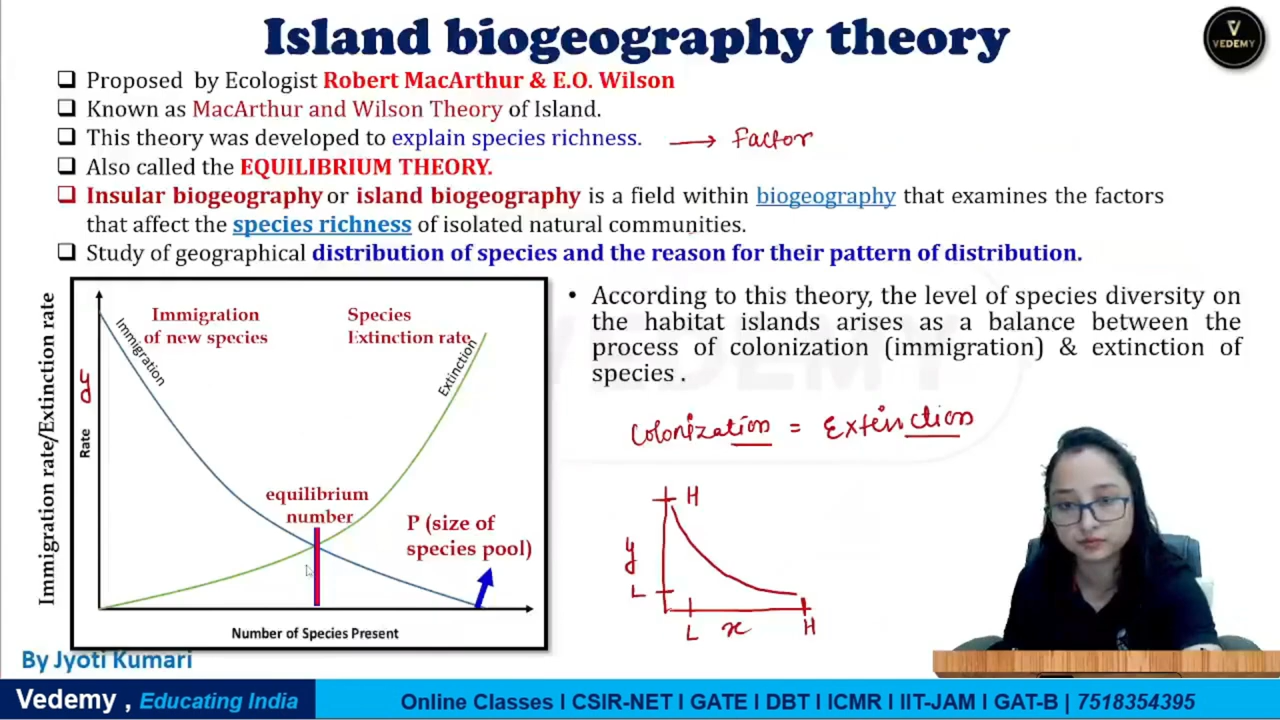 Island biogeography theory
V
VEDEMY
❑ Proposed by Ecologist Robert MacArthur & E.O. Wilson
❑ Known as MacArthur and Wilson Theory of Island.
❑ This theory was developed to explain species richness. → Factor
❑ Also called the EQUILIBRIUM THEORY.
❑ Insular biogeography or island biogeography is a field within biogeography that examines the factors
that affect the species richness of isolated natural communities.
❑ Study of geographical distribution of species and the reason for their pattern of distribution.
Immigration rate/Extinction rate
Rate
Immigration
of new species
Species
Extinction rate
Immigration
Extinction
equilibrium
number
P (size of
species pool)
Number of Species Present
• According to this theory, the level of species diversity on
the habitat islands arises as a balance between the
process of colonization (immigration) & extinction of
species .
VEDEMY
Colonization = Extinction
H
y
L
L x H
By Jyoti Kumari
Vedemy , Educating India
Online Classes I CSIR-NET I GATE I DBT I ICMR I IIT-JAM I GAT-B | 7518354395